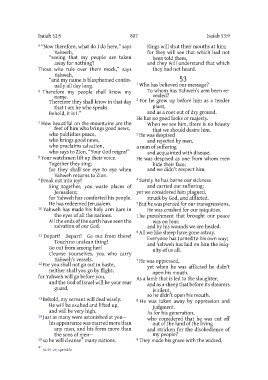 Isaiah 52:5
887
Isaiah 53:9
5 "Now therefore, what do I do here," says
Yahweh,
"seeing that my people are taken
away for nothing?
Those who rule over them mock," says
Yahweh,
"and my name is blasphemed continually
all day long.
6 Therefore my people shall know my
name.
Therefore they shall know in that day
that I am he who speaks.
Behold, it is I."
7 How beautiful on the mountains are the
feet of him who brings good news,
who publishes peace,
who brings good news,
who proclaims salvation,
who says to Zion, "Your God reigns!"
8 Your watchmen lift up their voice.
Together they sing;
for they shall see eye to eye when
Yahweh returns to Zion.
9 Break out into joy!
Sing together, you waste places of
Jerusalem;
for Yahweh has comforted his people.
He has redeemed Jerusalem.
10 Yahweh has made his holy arm bare in
the eyes of all the nations.
All the ends of the earth have seen the
salvation of our God.
11 Depart! Depart! Go out from there!
Touch no unclean thing!
Go out from among her!
Cleanse yourselves, you who carry
Yahweh's vessels.
12 For you shall not go out in haste,
neither shall you go by flight;
for Yahweh will go before you,
and the God of Israel will be your rear
guard.
13 Behold, my servant will deal wisely.
He will be exalted and lifted up,
and will be very high.
14 Just as many were astonished at you—
his appearance was marred more than
any man, and his form more than
the sons of men—
15 so he will cleanse* many nations.
Kings will shut their mouths at him;
for they will see that which had not
been told them,
and they will understand that which
they had not heard.
53
1 Who has believed our message?
To whom has Yahweh's arm been revealed?
2 For he grew up before him as a tender
plant,
and as a root out of dry ground.
He has no good looks or majesty.
When we see him, there is no beauty
that we should desire him.
3 He was despised
and rejected by men,
a man of suffering
and acquainted with disease.
He was despised as one from whom men
hide their face;
and we didn't respect him.
4 Surely he has borne our sickness
and carried our suffering;
yet we considered him plagued,
struck by God, and afflicted.
5 But he was pierced for our transgressions.
He was crushed for our iniquities.
The punishment that brought our peace
was on him;
and by his wounds we are healed.
6 All we like sheep have gone astray.
Everyone has turned to his own way;
and Yahweh has laid on him the iniquity
of us all.
7 He was oppressed,
yet when he was afflicted he didn't
open his mouth.
As a lamb that is led to the slaughter,
and as a sheep that before its shearers
is silent,
so he didn't open his mouth.
8 He was taken away by oppression and
judgment.
As for his generation,
who considered that he was cut off
out of the land of the living
and stricken for the disobedience of
my people?
9 They made his grave with the wicked,